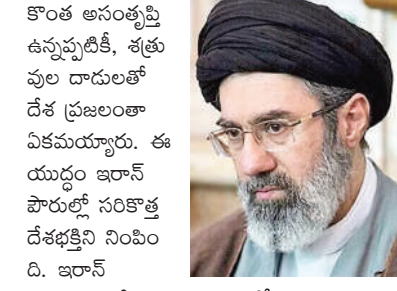 కొంత అసంతృప్తి
ఉన్నప్పటికీ, శత్రు
వుల దాడులతో
దేశ ప్రజలంతా
ఏకమయ్యారు. ఈ
యుద్ధం ఇరాన్
పౌరుల్లో సరికొత్త
దేశభక్తిని నింపిం
ది. ఇరాన్